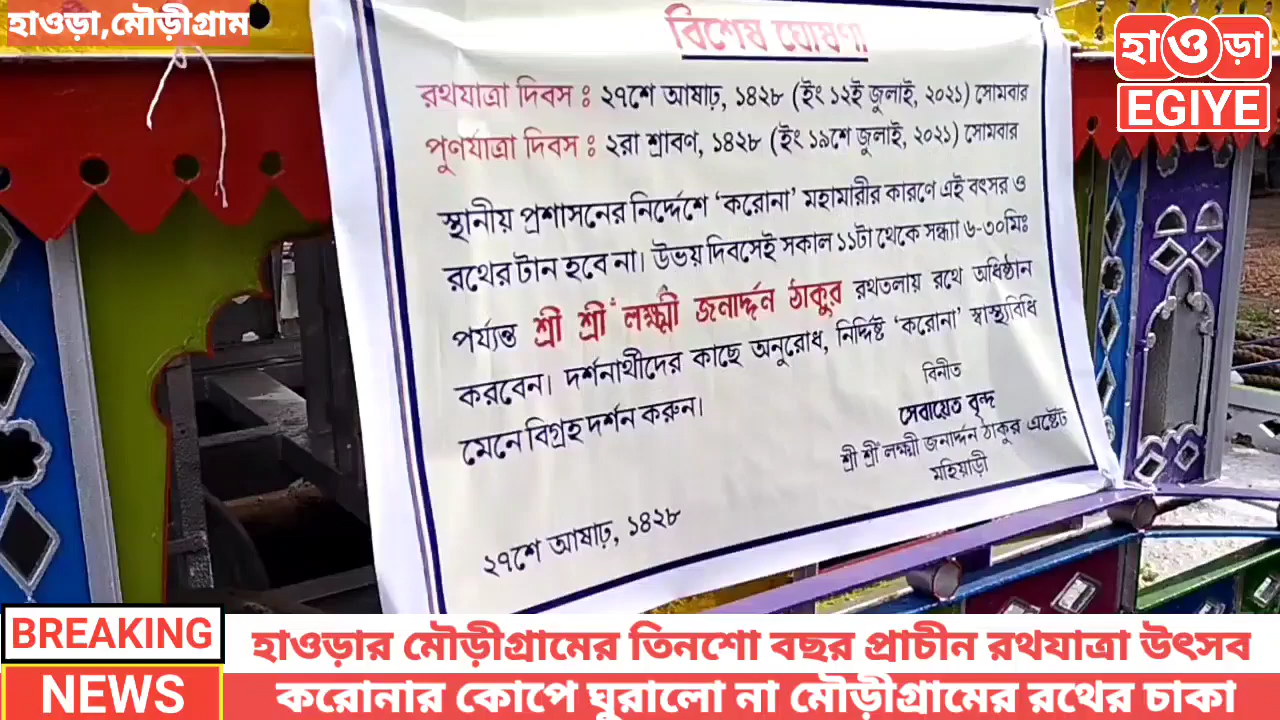 হাওড়া,মৌড়ীগ্রাম
হাওড়া
EGIYE
বিশেষ ঘোষণা
রথযাত্রা দিবস ঃ ২৭শে আষাঢ়, ১৪২৮ (ইং ১২ই জুলাই, ২০২১) সোমবার
পুণর্যাত্রা দিবস ঃ ২রা শ্রাবণ, ১৪২৮ (ইং ১৯শে জুলাই, ২০২১) সোমবার
স্থানীয় প্রশাসনের নির্দ্দেশে ‘করোনা’ মহামারীর কারণে এই বৎসর ও
রথের টান হবে না। উভয় দিবসেই সকাল ১১টা থেকে সন্ধ্যা ৬-৩০মিঃ
পর্য্যন্ত শ্রী শ্রীঁ লক্ষ্মী জনার্দ্দন ঠাকুর রথতলায় রথে অধিষ্ঠান
করবেন। দর্শনার্থীদের কাছে অনুরোধ, নির্দ্দিষ্ট ‘করোনা’ স্বাস্থ্যবিধি
মেনে বিগ্রহ দর্শন করুন।
বিনীত
সেবায়েত বৃন্দ
শ্রী শ্রীঁ লক্ষ্মী জনার্দ্দন ঠাকুর এস্টেট
মহিয়াড়ী
২৭শে আষাঢ়, ১৪২৮
BREAKING
NEWS
হাওড়ার মৌড়ীগ্রামের তিনশো বছর প্রাচীন রথযাত্রা উৎসব
করোনার কোপে ঘুরালো না মৌড়ীগ্রামের রথের চাকা